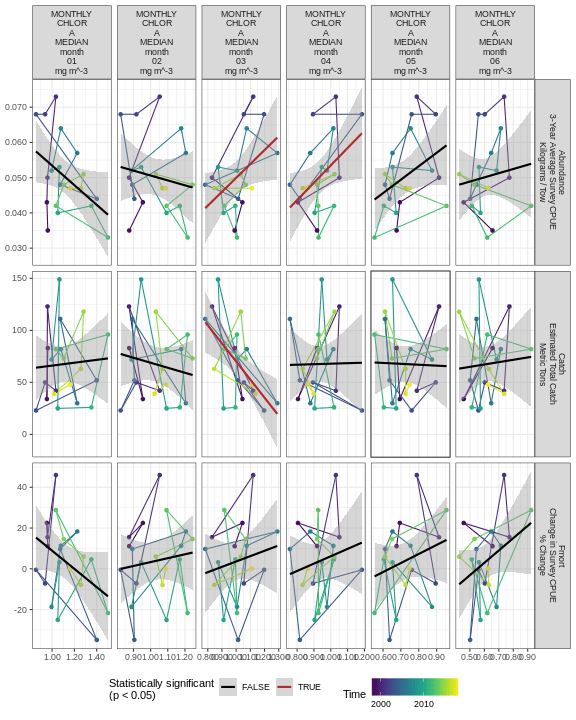 MONTHLY MONTHLY MONTHLY MONTHLY MONTHLY MONTHLY
CHLOR CHLOR CHLOR CHLOR CHLOR CHLOR
A A A A A A
MEDIAN MEDIAN MEDIAN MEDIAN MEDIAN MEDIAN
month month month month month month
01 02 03 04 05 06
mg m^-3 mg m^-3 mg m^-3 mg m^-3 mg m^-3 mg m^-3
0.070
0.060
0.050
0.040
0.030
Abundance
3-Year Average Survey CPUE
Kilograms / Tow
150
100
50
0
Catch
Estimated Total Catch
Metric Tons
40
20
0
-20
Fmort
Change in Survey CPUE
% Change
1.00 1.20 1.40 0.90 1.00 1.10 1.20 0.80 0.90 1.00 1.10 1.20 1.30 0.80 0.90 1.00 1.10 1.20 0.60 0.70 0.80 0.90 0.50 0.60 0.70 0.80 0.90
Statistically significant
(p < 0.05)
FALSE TRUE
Time
2000 2010